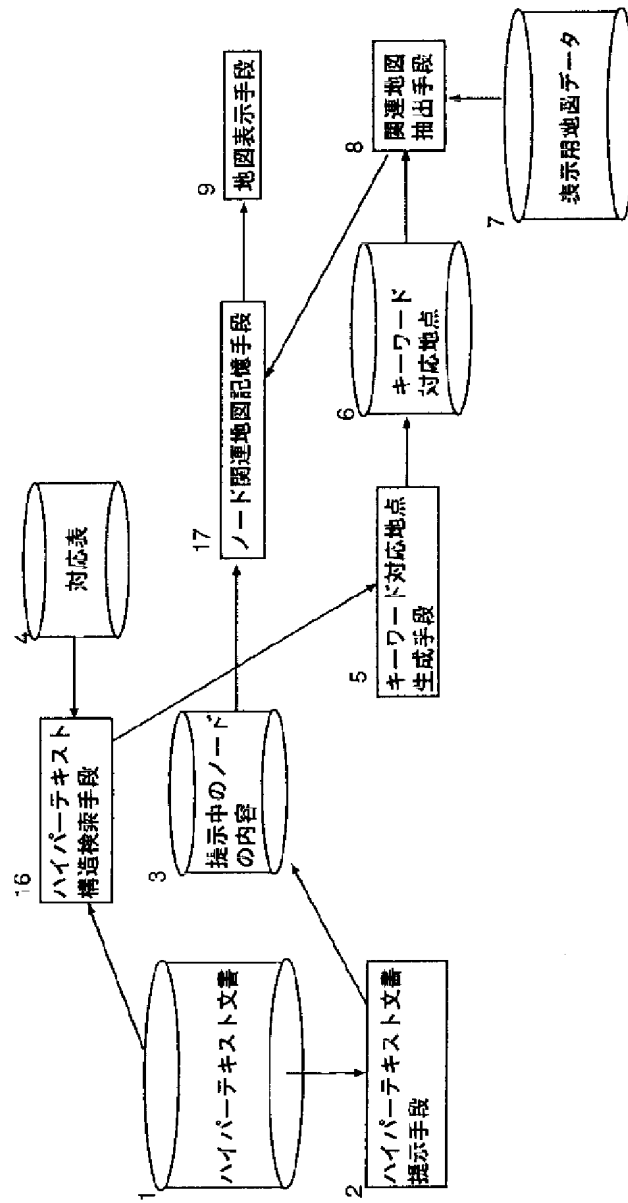 1
ハイパーテキスト文書
2
ハイパーテキスト文書
提示手段
16
ハイパーテキスト
構造検索手段
3
提示中のノード
の内容
4
対応表
5
キーワード対応地点
生成手段
17
ノード関連地図記憶手段
6
キーワード
対応地点
9
地図表示手段
8
関連地図
抽出手段
7
表示用地図データ